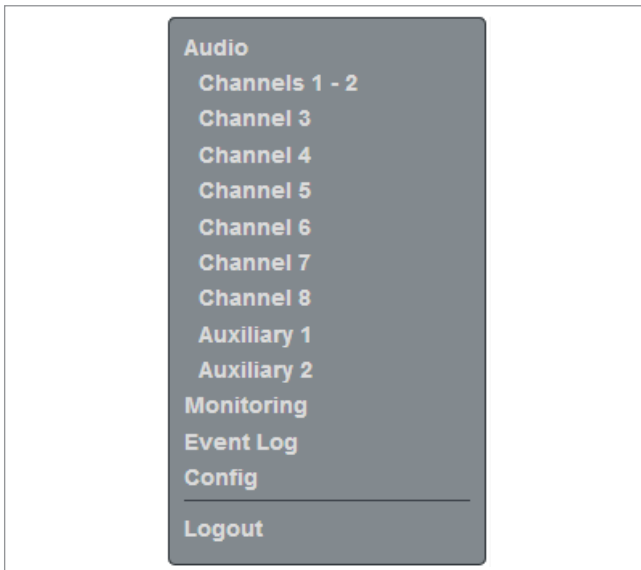 Audio
Channels 1 - 2
Channel 3
Channel 4
Channel 5
Channel 6
Channel 7
Channel 8
Auxiliary 1
Auxiliary 2
Monitoring
Event Log
Config
Logout